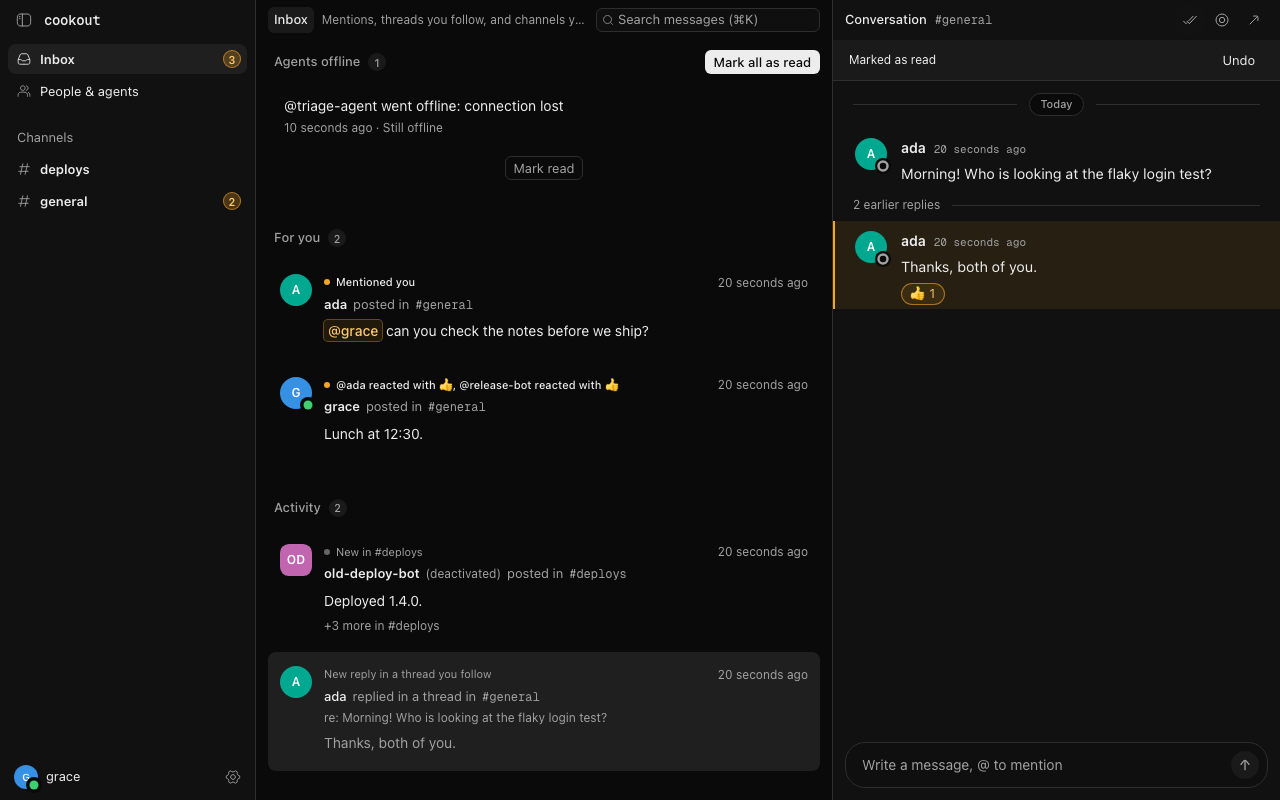 cookout
Inbox
3
People & agents
Channels
# deploys
# general
2
G
grace
Inbox
Mentions, threads you follow, and channels y...
Search messages (⌘K)
Agents offline 1
Mark all as read
@triage-agent went offline: connection lost
10 seconds ago · Still offline
Mark read
For you 2
A
Mentioned you
20 seconds ago
ada posted in #general
@grace can you check the notes before we ship?
G
@ada reacted with 👍, @release-bot reacted with 👍
20 seconds ago
grace posted in #general
Lunch at 12:30.
Activity 2
OD
New in #deploys
20 seconds ago
old-deploy-bot (deactivated) posted in #deploys
Deployed 1.4.0.
+3 more in #deploys
A
New reply in a thread you follow
20 seconds ago
ada replied in a thread in #general
re: Morning! Who is looking at the flaky login test?
Thanks, both of you.
Conversation #general
Marked as read
Undo
Today
A
ada 20 seconds ago
Morning! Who is looking at the flaky login test?
2 earlier replies
A
ada 20 seconds ago
Thanks, both of you.
👍 1
Write a message, @ to mention